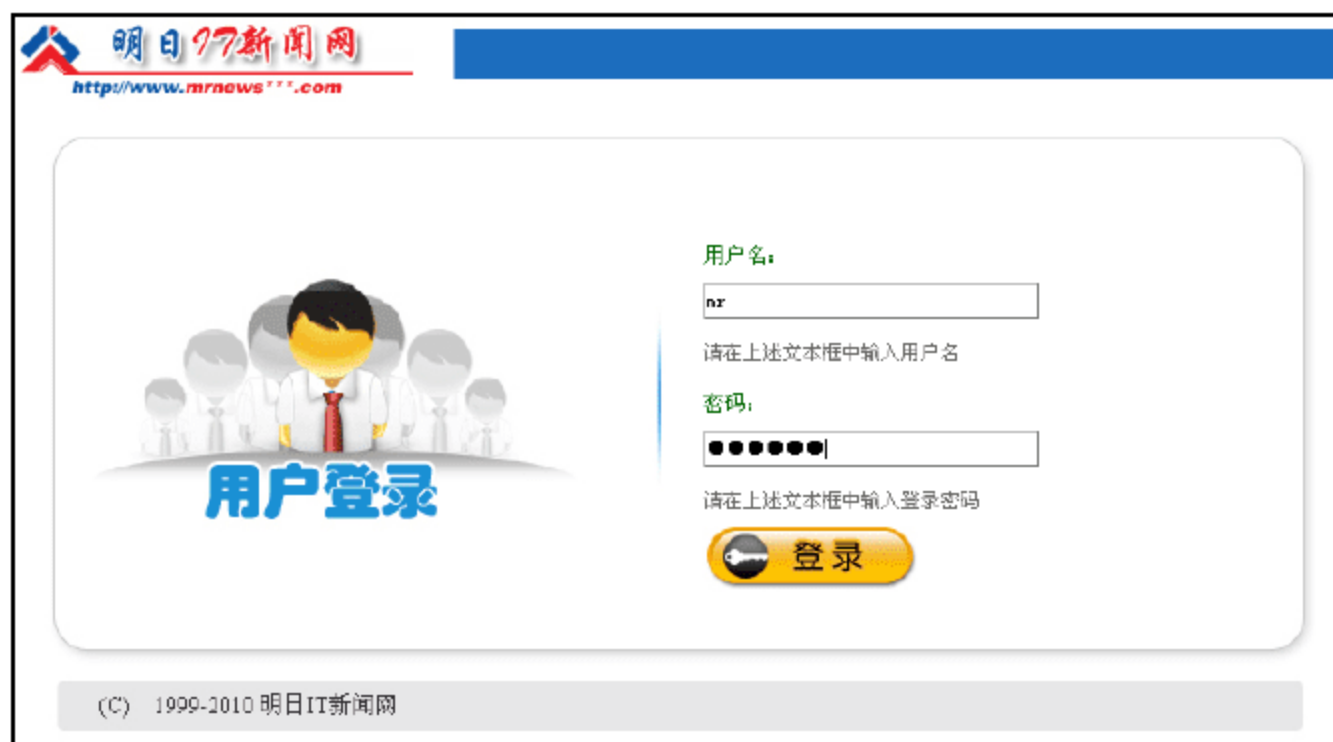 明日IT新闻网
http://www.mrnews***.com
用户名:
nr
请在上述文本框中输入用户名
密码:
●●●●●●
请在上述文本框中输入登录密码
登录
用户登录
(C) 1999-2010 明日IT新闻网